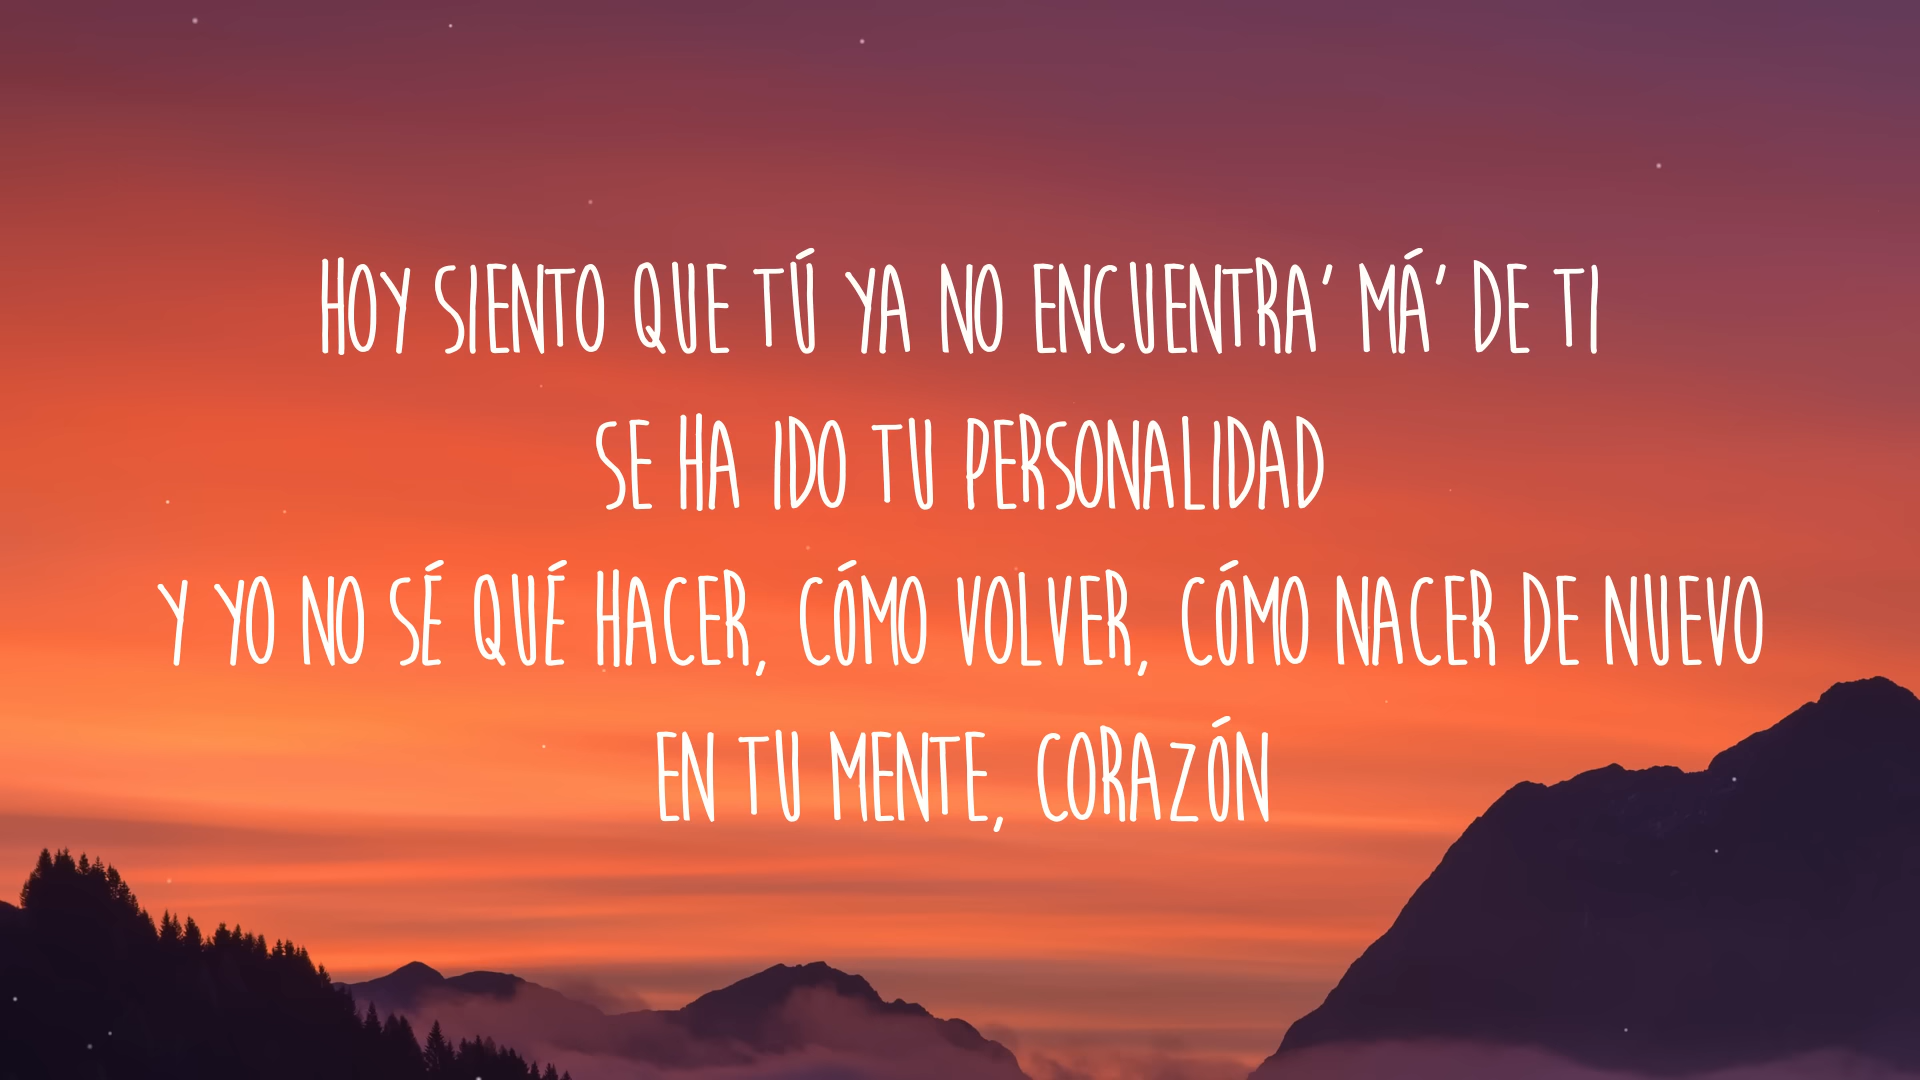 HOY SIENTO QUE TÚ YA NO ENCUENTRA' MÁ' DE TI
SE HA IDO TU PERSONALIDAD
Y YO NO SÉ QUÉ HACER, CÓMO VOLVER, CÓMO NACER DE NUEVO
EN TU MENTE, CORAZÓN